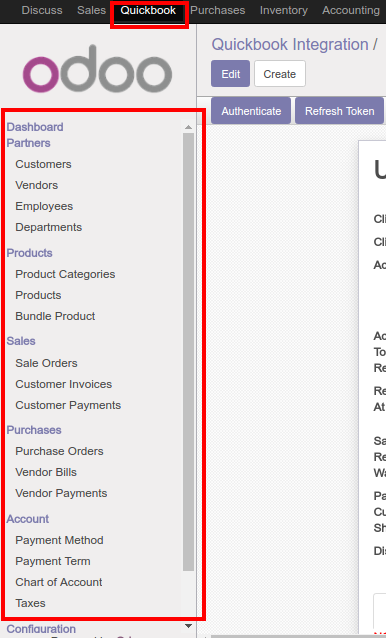 Discuss Sales Quickbook Purchases Inventory Accounting
odoo
Quickbook Integration /
Edit Create
Authenticate Refresh Token
Dashboard
Partners
Customers
Vendors
Employees
Departments
Products
Product Categories
Products
Bundle Product
Sales
Sale Orders
Customer Invoices
Customer Payments
Purchases
Purchase Orders
Vendor Bills
Vendor Payments
Account
Payment Method
Payment Term
Chart of Account
Taxes
Configuration
U
Cli
Cli
Ac
Ac
To
Re
Re
At
Sa
Re
Wa
Pa
Cu
Sh
Dis